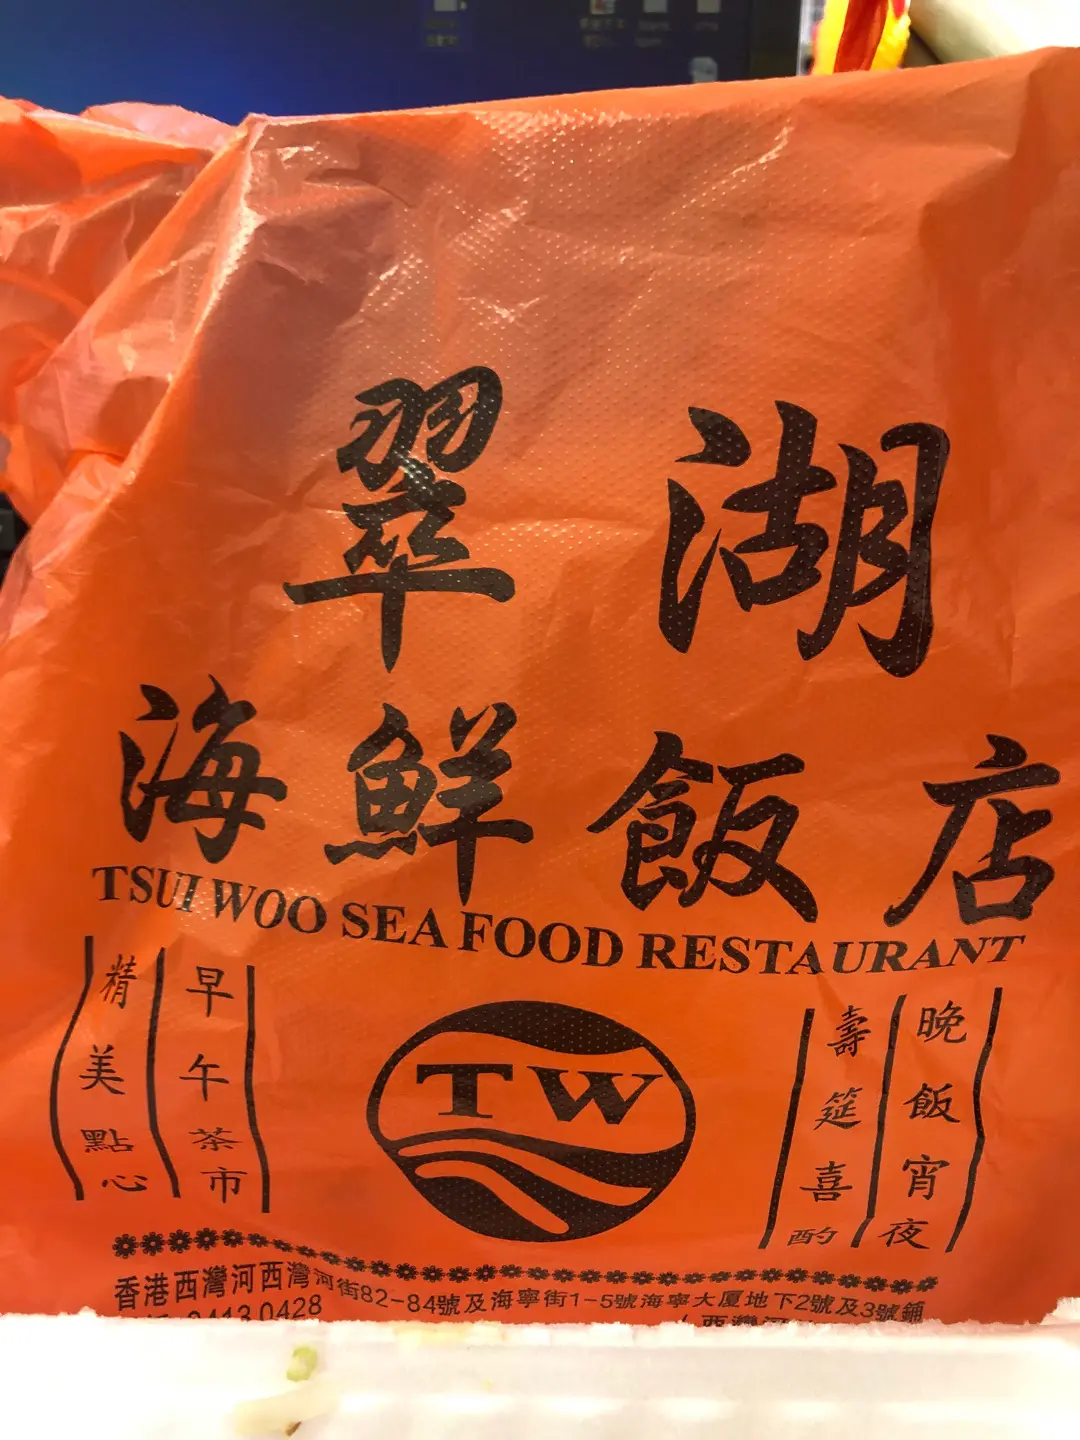 翠湖
海鮮飯店
TSUI WOO SEA FOOD RESTAURANT
早午茶市
精美點心
TW
晚飯宵夜
壽筵喜酌
香港西灣河西灣河街82-84號及海寧街1-5號海寧大厦地下2號及3號鋪
2413 0428